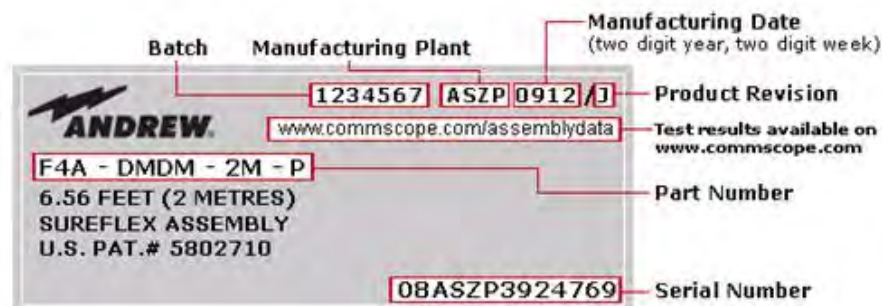 Manufacturing Date
(two digit year, two digit week)
Batch
Manufacturing Plant
1234567 ASZP 0912 /J
Product Revision
ANDREW.
www.commscope.com/assemblydata
Test results available on
www.commscope.com
F4A - DMDM - 2M - P
Part Number
6.56 FEET (2 METRES)
SUREFLEX ASSEMBLY
U.S. PAT.# 5802710
08ASZP3924769
Serial Number